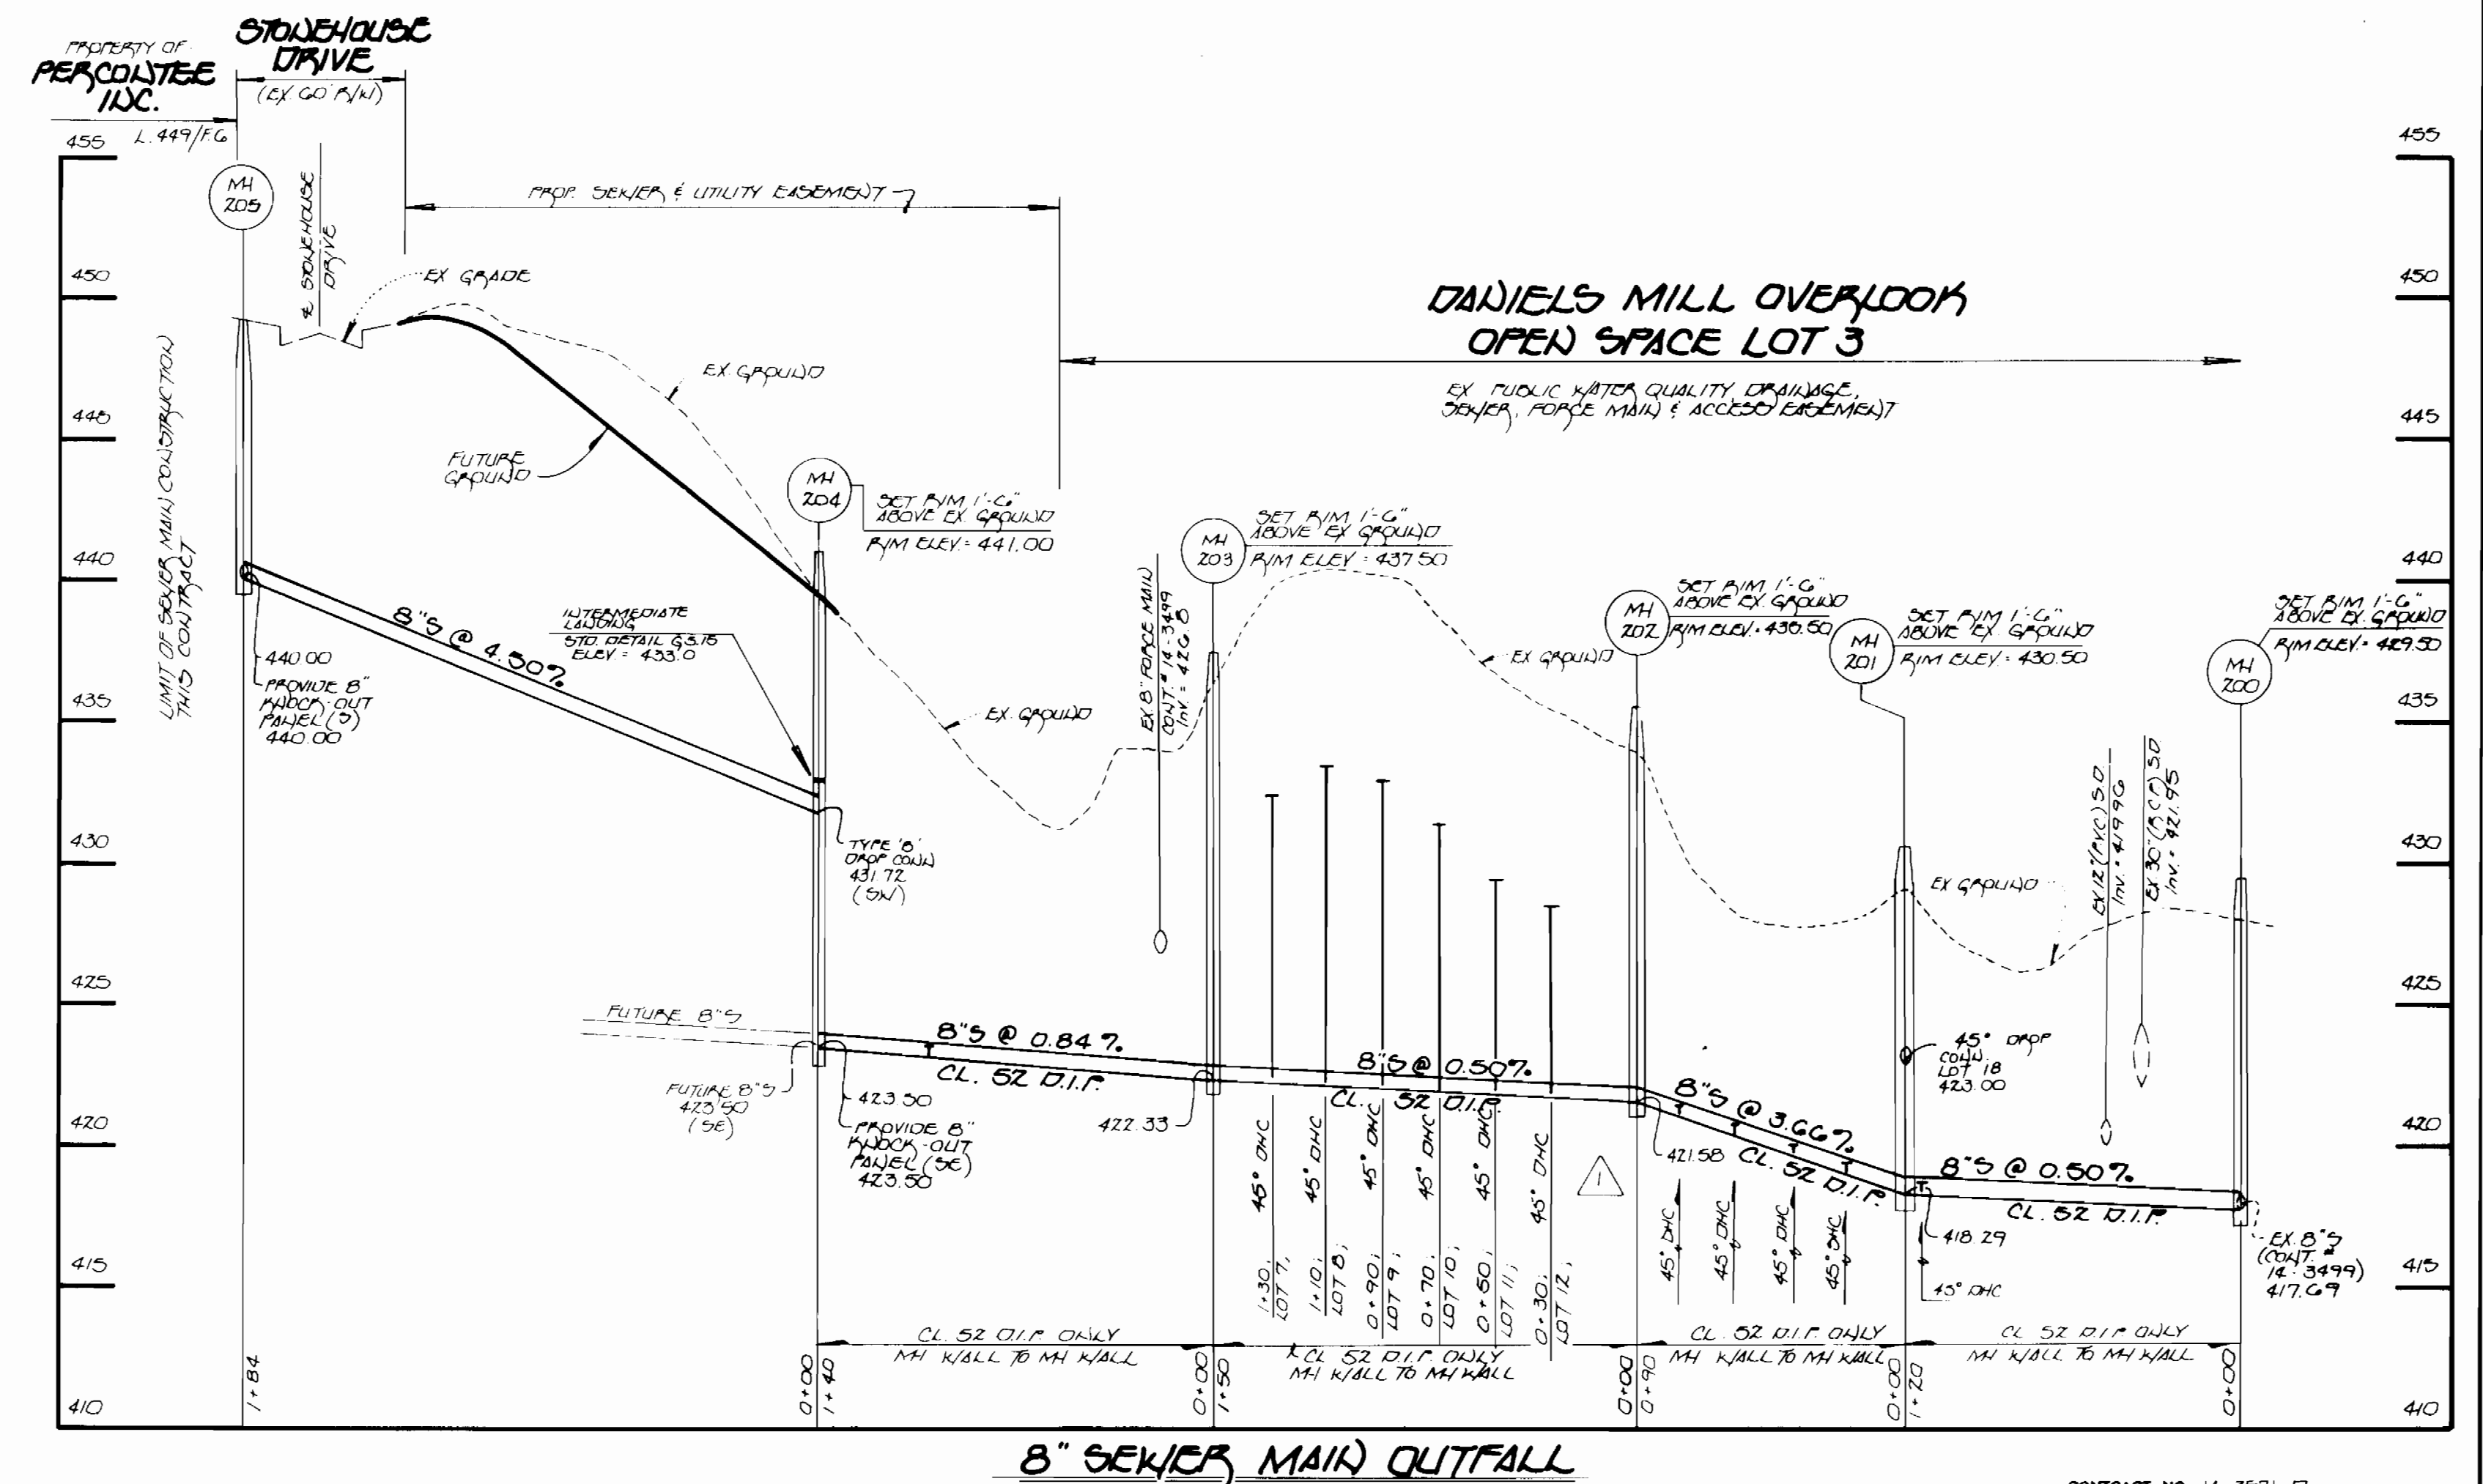 PROPERTY OF
PERCONTEE
INC.
L. 449/F.6
STONEHOUSE
DRIVE
(EX. 60' R/W)
455
450
445
440
435
430
425
420
415
410
455
450
445
440
435
430
425
420
415
410
MH
205
℄ STONEHOUSE
DRIVE
PROP. SEWER & UTILITY EASEMENT
EX GRADE
EX. GROUND
FUTURE
GROUND
LIMIT OF SEWER MAIN CONSTRUCTION
THIS CONTRACT
DANIELS MILL OVERLOOK
OPEN SPACE LOT 3
EX PUBLIC WATER QUALITY, DRAINAGE,
SEWER, FORCE MAIN & ACCESS EASEMENT
MH
204
SET RIM 1'-6"
ABOVE EX. GROUND
RIM ELEV.= 441.00
MH
203
SET RIM 1'-6"
ABOVE EX GROUND
RIM ELEV = 437.50
MH
202
SET RIM 1'-6"
ABOVE EX. GROUND
RIM ELEV.= 435.50
MH
201
SET RIM 1'-6"
ABOVE EX. GROUND
RIM ELEV = 430.50
MH
200
SET RIM 1'-6"
ABOVE EX. GROUND
RIM ELEV.= 429.50
8"S @ 4.50%
440.00
PROVIDE 8"
KNOCK-OUT
PANEL (S)
440.00
INTERMEDIATE
LANDING
STD. DETAIL G5.15
ELEV.= 433.0
TYPE 'B'
DROP CONN
431.72
(SW)
EX. GROUND
EX 8" FORCE MAIN
CONT.# 14-3499
Inv. = 426.8
EX GROUND
EX GROUND
EX 12"(P.V.C) S.D.
Inv. = 419.96
EX 30"(R.C.P.) S.D.
Inv. = 421.95
FUTURE 8"S
FUTURE 8"S
423.50
(SE)
423.50
PROVIDE 8"
KNOCK-OUT
PANEL (SE)
423.50
8"S @ 0.84%
CL. 52 D.I.P.
422.33
8"S @ 0.50%
CL. 52 D.I.P.
1+30; 45° DHC
LOT 7;
1+10; 45° DHC
LOT 8;
0+90; 45° DHC
LOT 9;
0+70; 45° DHC
LOT 10;
0+50; 45° DHC
LOT 11;
0+30; 45° DHC
LOT 12;
1
421.58
8"S @ 3.66%
CL. 52 D.I.P.
45° DHC
45° DHC
45° DHC
45° DHC
45° DROP
CONN.
LOT 18
423.00
8"S @ 0.50%
CL. 52 D.I.P.
418.29
45° DHC
EX. 8"S
(CONT. #
14-3499)
417.69
CL. 52 D.I.P. ONLY
MH WALL TO MH WALL
CL 52 D.I.P. ONLY
MH WALL TO MH WALL
CL. 52 D.I.P. ONLY
MH WALL TO MH WALL
CL 52 D.I.P ONLY
MH WALL TO MH WALL
1+84
0+00
1+40
0+00
1+50
0+00
0+90
0+00
1+20
0+00
8" SEWER MAIN OUTFALL